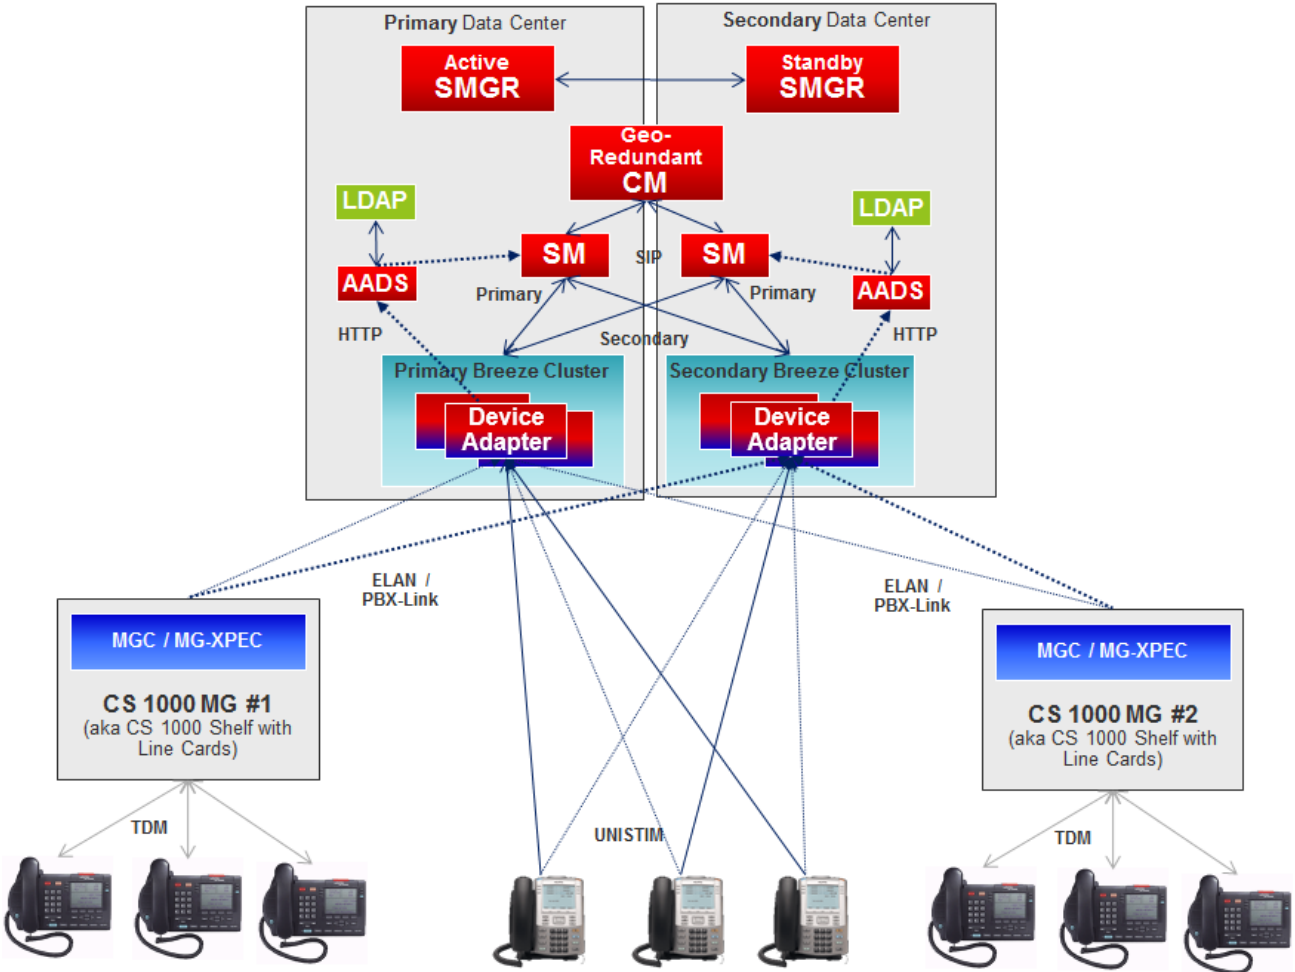 Primary Data Center
Secondary Data Center
Active
SMGR
Standby
SMGR
Geo-
Redundant
CM
LDAP
LDAP
SM
SIP
SM
AADS
AADS
Primary
Primary
HTTP
Secondary
HTTP
Primary Breeze Cluster
Secondary Breeze Cluster
Device
Adapter
Device
Adapter
ELAN /
PBX-Link
ELAN /
PBX-Link
MGC / MG-XPEC
CS 1000 MG #1
(aka CS 1000 Shelf with
Line Cards)
MGC / MG-XPEC
CS 1000 MG #2
(aka CS 1000 Shelf with
Line Cards)
TDM
UNISTIM
TDM